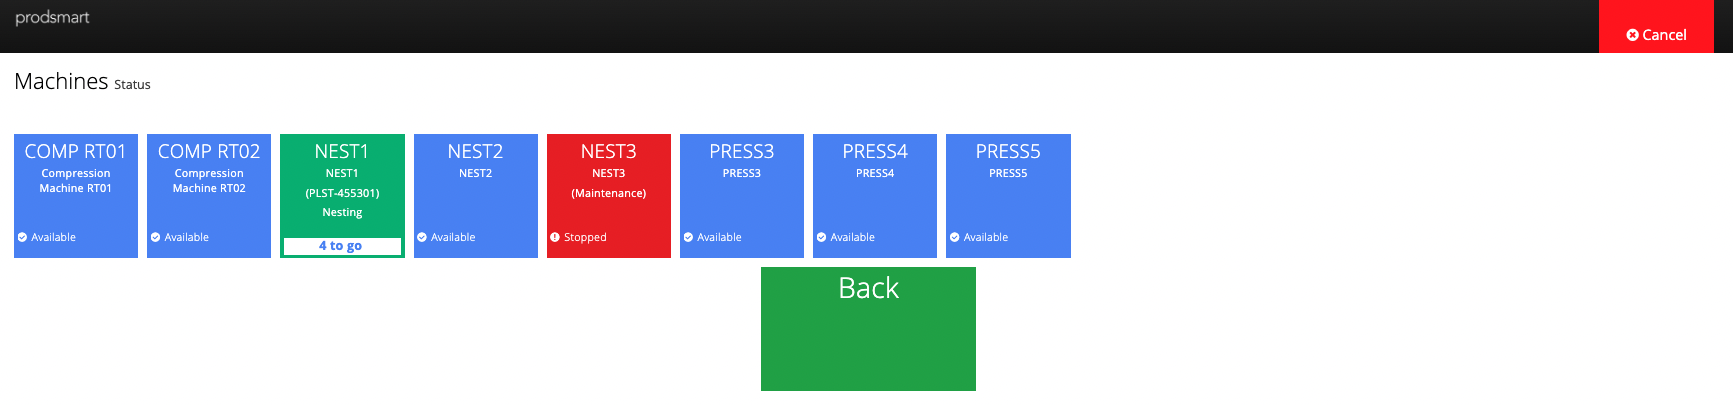 prodsmart
Cancel
Machines Status
COMP RT01
Compression
Machine RT01
Available
COMP RT02
Compression
Machine RT02
Available
NEST1
NEST1
(PLST-455301)
Nesting
4 to go
NEST2
NEST2
Available
NEST3
NEST3
(Maintenance)
Stopped
PRESS3
PRESS3
Available
PRESS4
PRESS4
Available
PRESS5
PRESS5
Available
Back